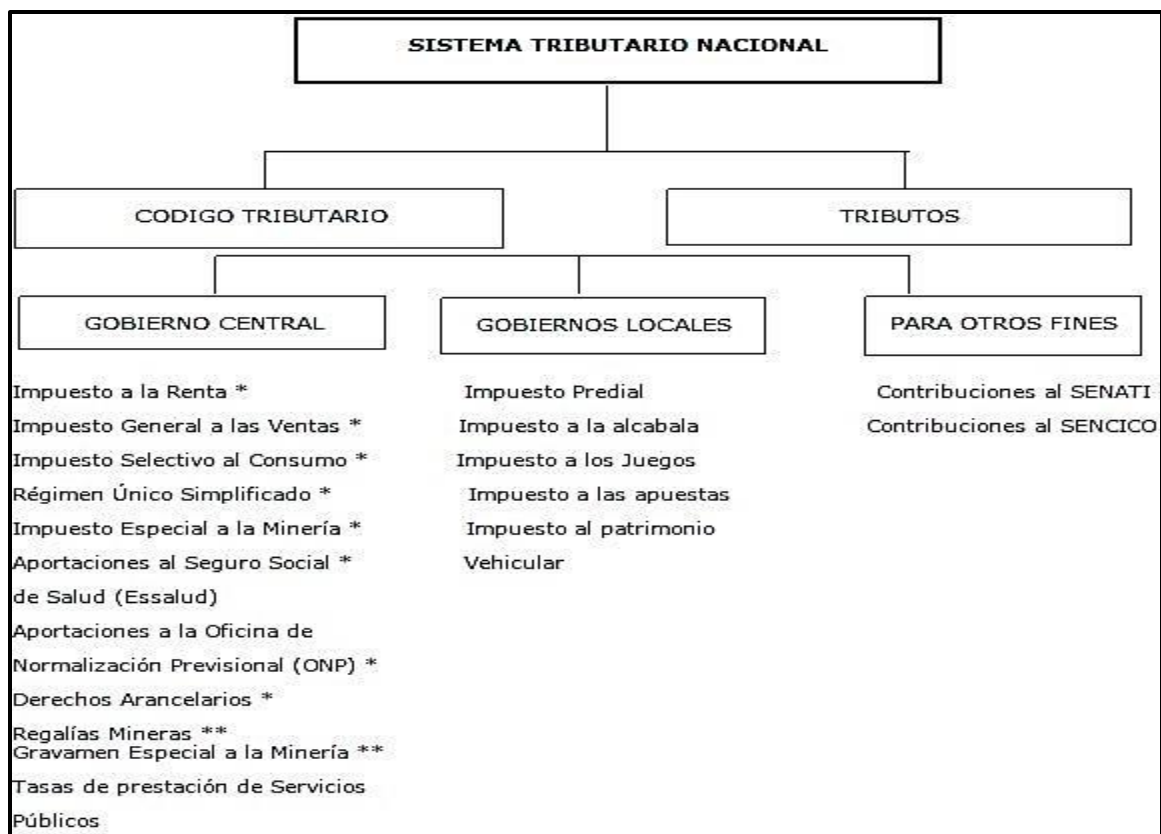 SISTEMA TRIBUTARIO NACIONAL
CODIGO TRIBUTARIO
TRIBUTOS
GOBIERNO CENTRAL
GOBIERNOS LOCALES
PARA OTROS FINES
Impuesto a la Renta *
Impuesto General a las Ventas *
Impuesto Selectivo al Consumo *
Régimen Único Simplificado *
Impuesto Especial a la Minería *
Aportaciones al Seguro Social *
de Salud (Essalud)
Aportaciones a la Oficina de
Normalización Previsional (ONP) *
Derechos Arancelarios *
Regalías Mineras **
Gravamen Especial a la Minería **
Tasas de prestación de Servicios
Públicos
Impuesto Predial
Impuesto a la alcabala
Impuesto a los Juegos
Impuesto a las apuestas
Impuesto al patrimonio
Vehicular
Contribuciones al SENATI
Contribuciones al SENCICO